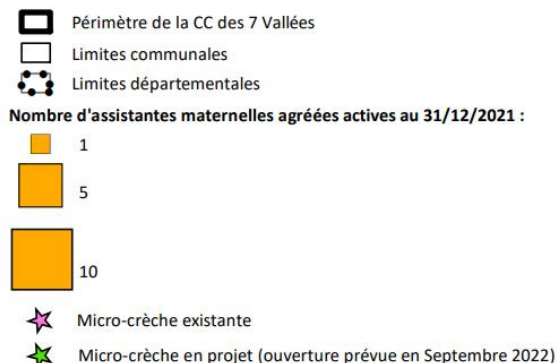 Périmètre de la CC des 7 Vallées
Limites communales
Limites départementales
Nombre d'assistantes maternelles agréées actives au 31/12/2021 :
1
5
10
Micro-crèche existante
Micro-crèche en projet (ouverture prévue en Septembre 2022)